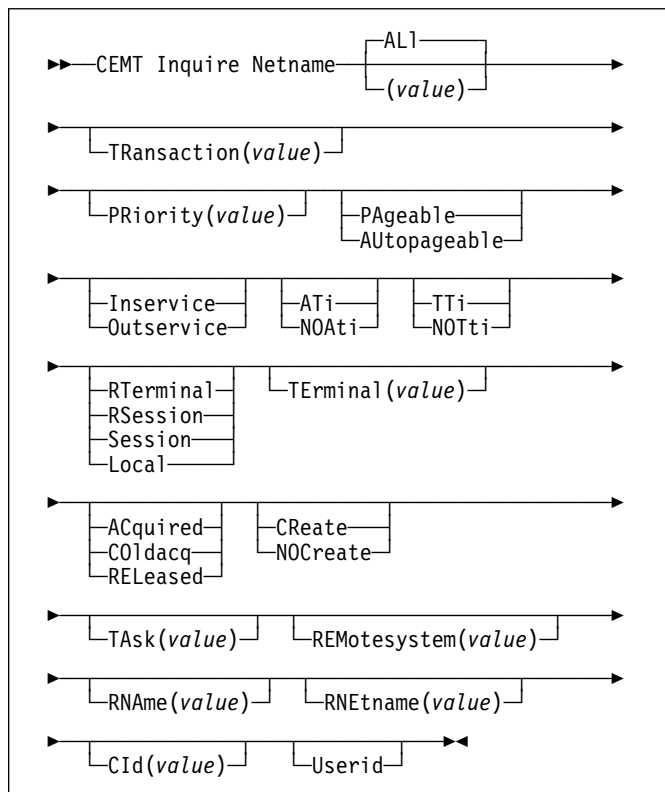 ALl
CEMT Inquire Netname
(value)
TRansaction(value)
PRiority(value) PAgeable
AUtopageable
Inservice ATi TTi
Outservice NOAti NOTti
RTerminal TErminal(value)
RSession
Session
Local
ACquired CReate
COldacq NOCreate
RELeased
TAsk(value) REMotesystem(value)
RNAme(value) RNEtname(value)
CId(value) Userid